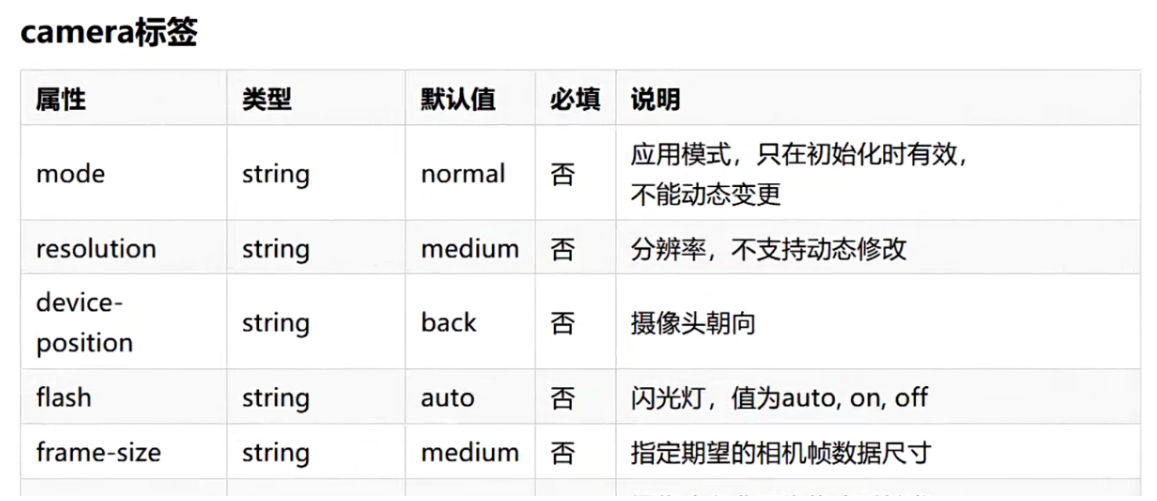 camera标签
属性 类型 默认值 必填 说明
mode string normal 否 应用模式，只在初始化时有效，
不能动态变更
resolution string medium 否 分辨率，不支持动态修改
device-
position string back 否 摄像头朝向
flash string auto 否 闪光灯，值为auto, on, off
frame-size string medium 否 指定期望的相机帧数据尺寸